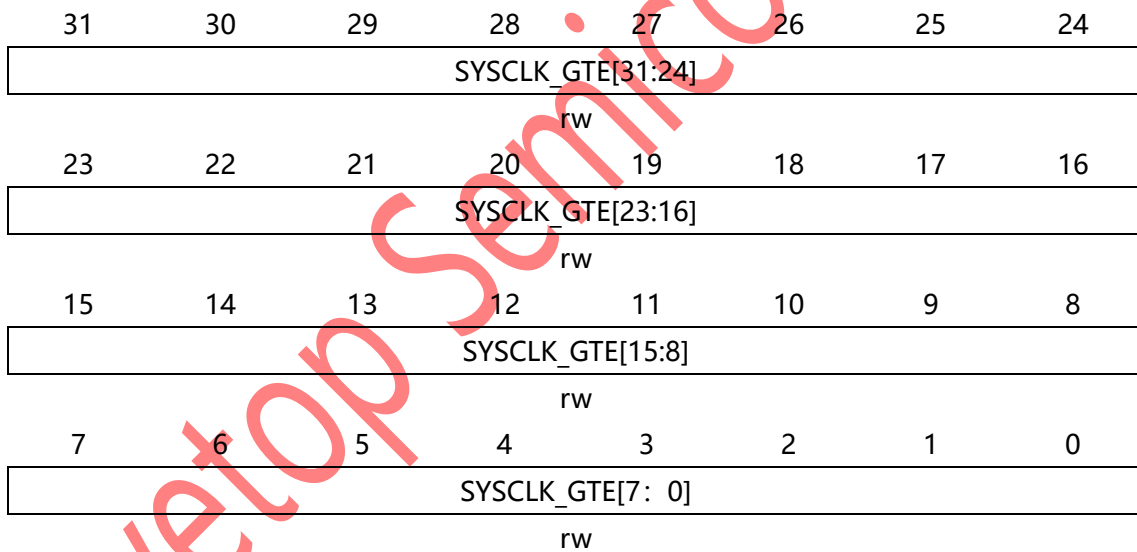 31 30 29 28 27 26 25 24
SYSCLK_GTE[31:24]
rw
23 22 21 20 19 18 17 16
SYSCLK_GTE[23:16]
rw
15 14 13 12 11 10 9 8
SYSCLK_GTE[15:8]
rw
7 6 5 4 3 2 1 0
SYSCLK_GTE[7：0]
rw